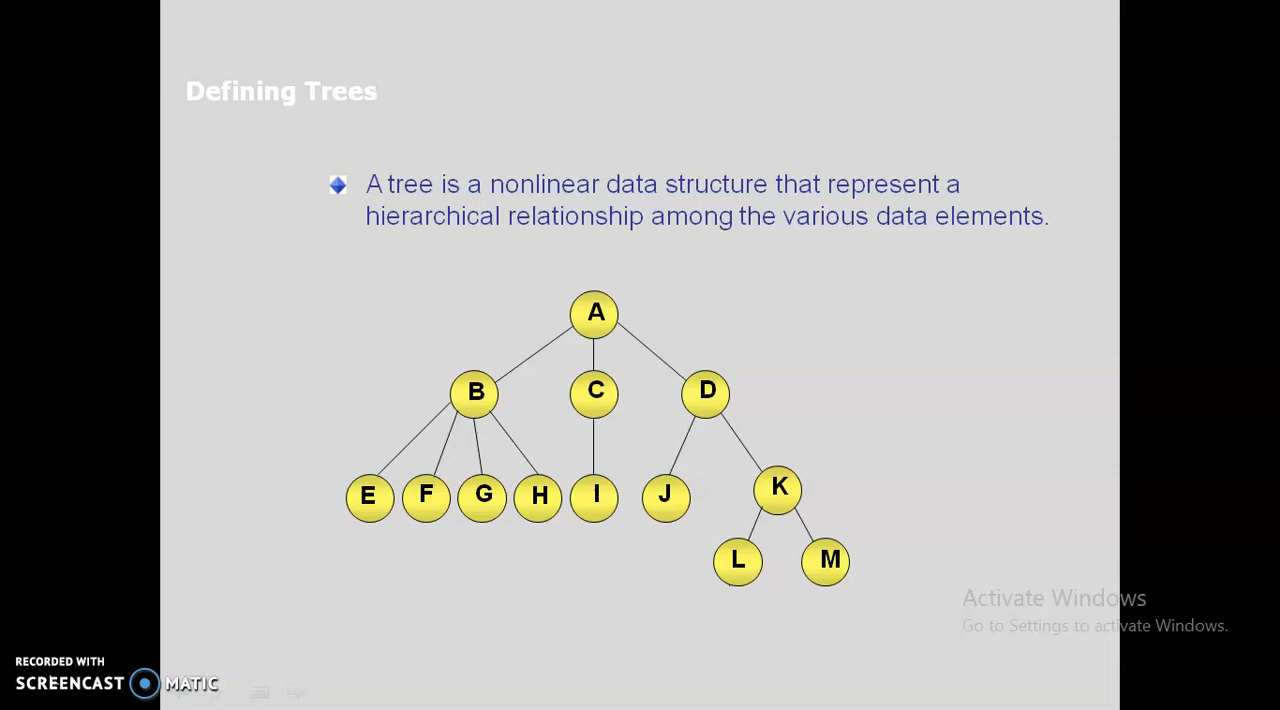 Defining Trees
A tree is a nonlinear data structure that represent a
hierarchical relationship among the various data elements.
A
B C D
E F G H I J K
L M
Activate Windows
Go to Settings to activate Windows.
RECORDED WITH
SCREENCAST MATIC